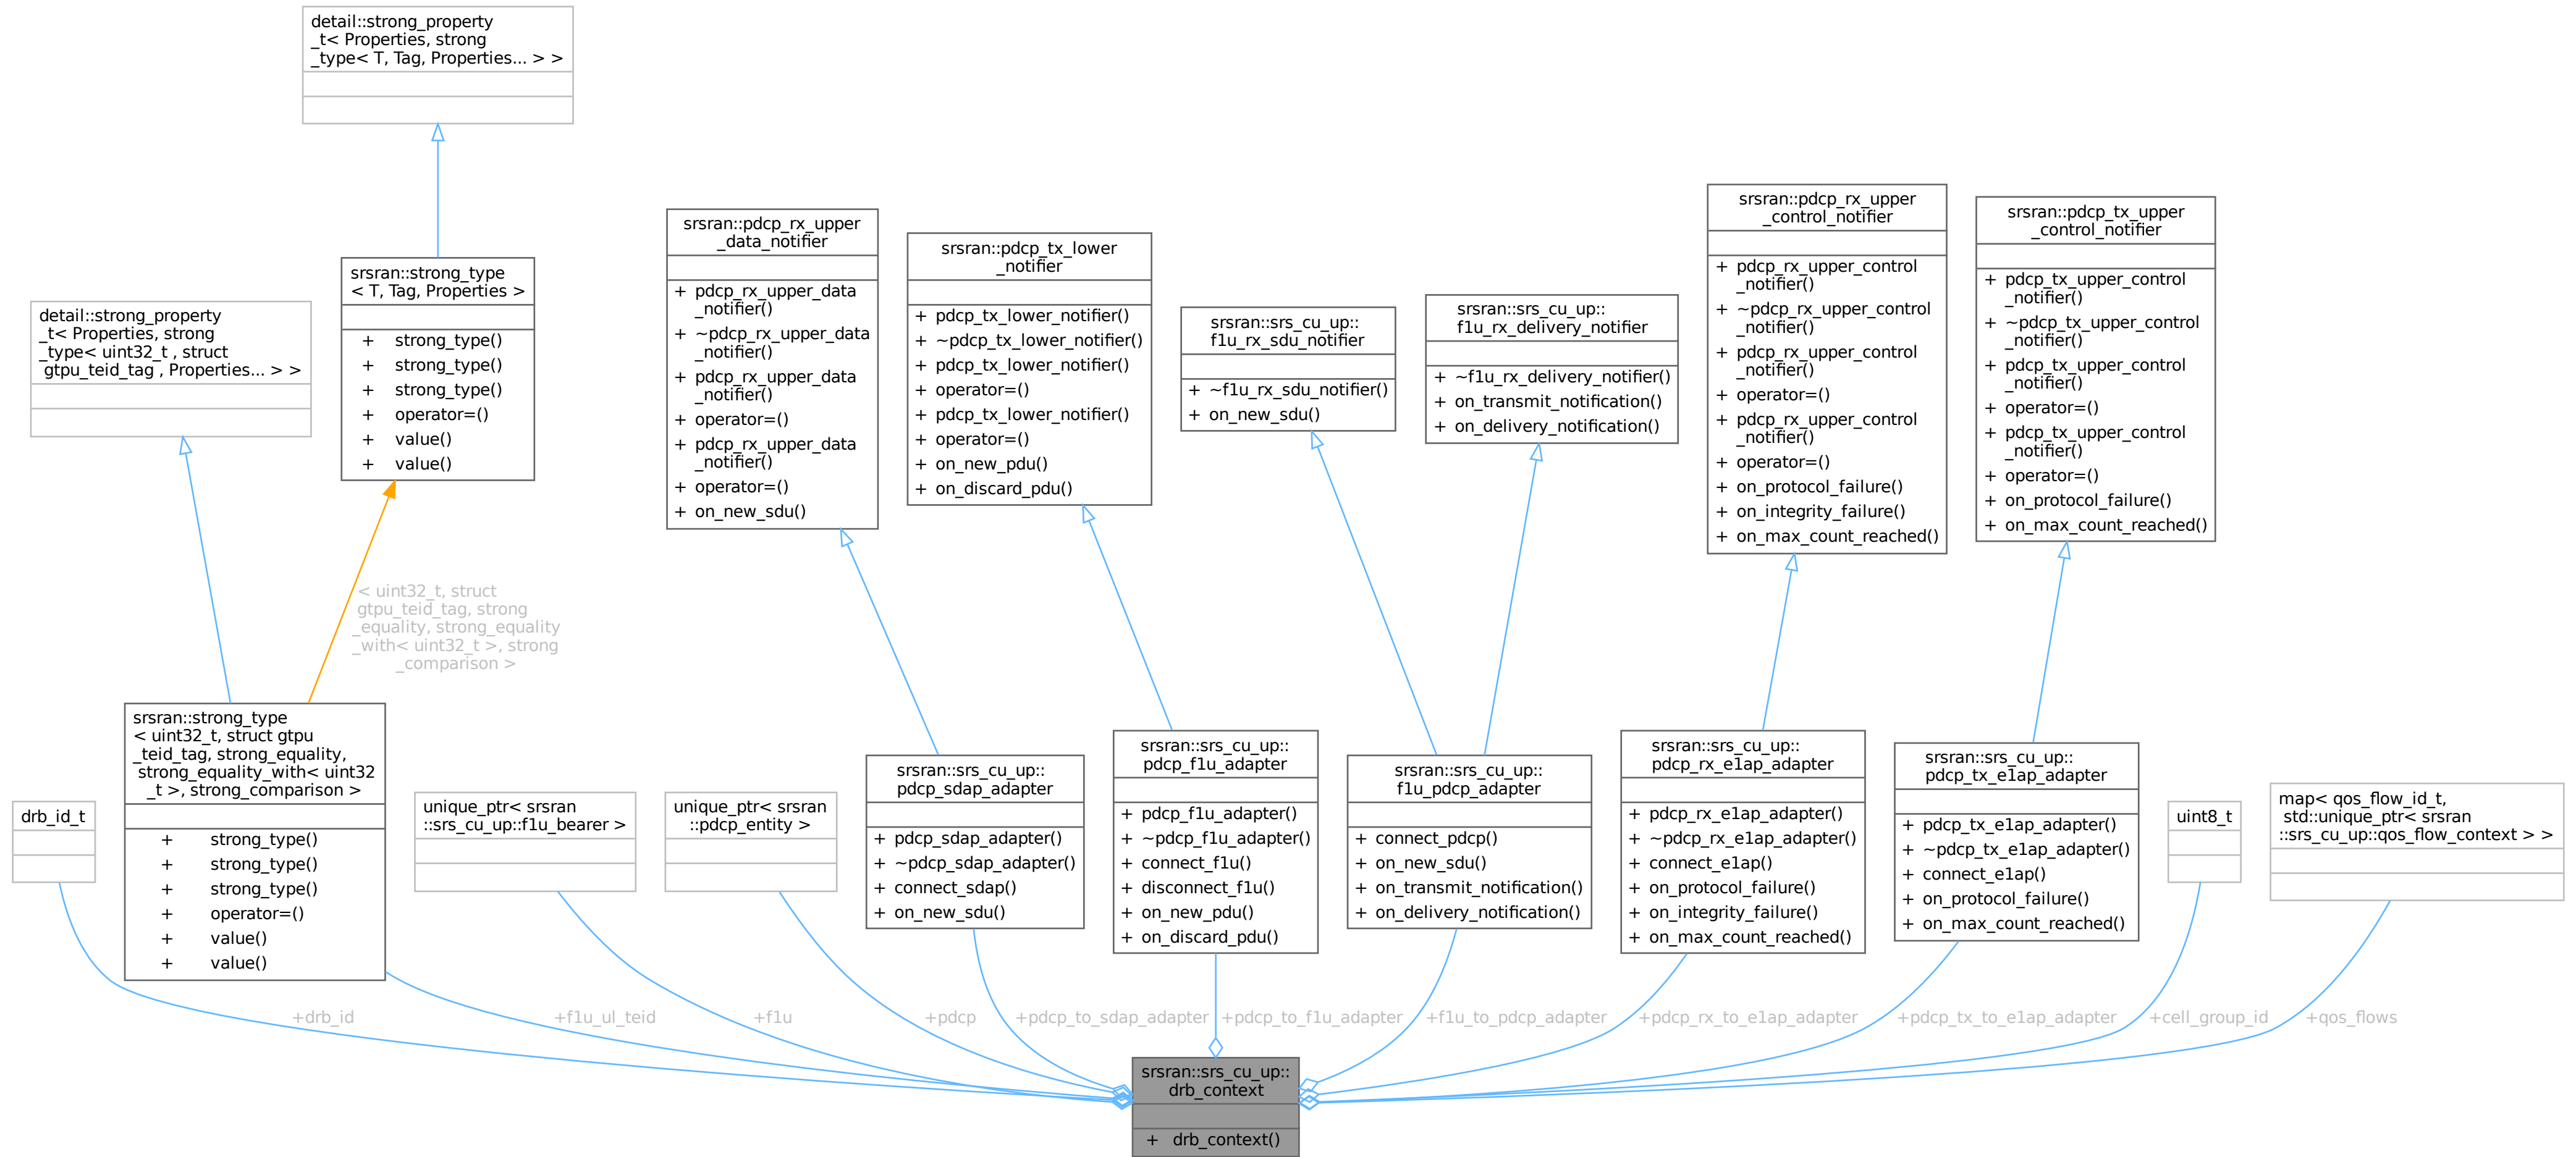 detail::strong_property
_t< Properties, strong
_type< T, Tag, Properties... > >
srsran::strong_type
< T, Tag, Properties >
+ strong_type()
+ strong_type()
+ strong_type()
+ operator=()
+ value()
+ value()
detail::strong_property
_t< Properties, strong
_type< uint32_t , struct
gtpu_teid_tag , Properties... > >
srsran::pdcp_rx_upper
_data_notifier
+ pdcp_rx_upper_data
_notifier()
+ ~pdcp_rx_upper_data
_notifier()
+ pdcp_rx_upper_data
_notifier()
+ operator=()
+ pdcp_rx_upper_data
_notifier()
+ operator=()
+ on_new_sdu()
srsran::pdcp_tx_lower
_notifier
+ pdcp_tx_lower_notifier()
+ ~pdcp_tx_lower_notifier()
+ pdcp_tx_lower_notifier()
+ operator=()
+ pdcp_tx_lower_notifier()
+ operator=()
+ on_new_pdu()
+ on_discard_pdu()
srsran::srs_cu_up::
f1u_rx_sdu_notifier
+ ~f1u_rx_sdu_notifier()
+ on_new_sdu()
srsran::srs_cu_up::
f1u_rx_delivery_notifier
+ ~f1u_rx_delivery_notifier()
+ on_transmit_notification()
+ on_delivery_notification()
srsran::pdcp_rx_upper
_control_notifier
+ pdcp_rx_upper_control
_notifier()
+ ~pdcp_rx_upper_control
_notifier()
+ pdcp_rx_upper_control
_notifier()
+ operator=()
+ pdcp_rx_upper_control
_notifier()
+ operator=()
+ on_protocol_failure()
+ on_integrity_failure()
+ on_max_count_reached()
srsran::pdcp_tx_upper
_control_notifier
+ pdcp_tx_upper_control
_notifier()
+ ~pdcp_tx_upper_control
_notifier()
+ pdcp_tx_upper_control
_notifier()
+ operator=()
+ pdcp_tx_upper_control
_notifier()
+ operator=()
+ on_protocol_failure()
+ on_max_count_reached()
< uint32_t, struct
gtpu_teid_tag, strong
_equality, strong_equality
_with< uint32_t >, strong
_comparison >
drb_id_t
srsran::strong_type
< uint32_t, struct gtpu
_teid_tag, strong_equality,
strong_equality_with< uint32
_t >, strong_comparison >
+ strong_type()
+ strong_type()
+ strong_type()
+ operator=()
+ value()
+ value()
unique_ptr< srsran
::srs_cu_up::f1u_bearer >
unique_ptr< srsran
::pdcp_entity >
srsran::srs_cu_up::
pdcp_sdap_adapter
+ pdcp_sdap_adapter()
+ ~pdcp_sdap_adapter()
+ connect_sdap()
+ on_new_sdu()
srsran::srs_cu_up::
pdcp_f1u_adapter
+ pdcp_f1u_adapter()
+ ~pdcp_f1u_adapter()
+ connect_f1u()
+ disconnect_f1u()
+ on_new_pdu()
+ on_discard_pdu()
srsran::srs_cu_up::
f1u_pdcp_adapter
+ connect_pdcp()
+ on_new_sdu()
+ on_transmit_notification()
+ on_delivery_notification()
srsran::srs_cu_up::
pdcp_rx_e1ap_adapter
+ pdcp_rx_e1ap_adapter()
+ ~pdcp_rx_e1ap_adapter()
+ connect_e1ap()
+ on_protocol_failure()
+ on_integrity_failure()
+ on_max_count_reached()
srsran::srs_cu_up::
pdcp_tx_e1ap_adapter
+ pdcp_tx_e1ap_adapter()
+ ~pdcp_tx_e1ap_adapter()
+ connect_e1ap()
+ on_protocol_failure()
+ on_max_count_reached()
uint8_t
map< qos_flow_id_t,
std::unique_ptr< srsran
::srs_cu_up::qos_flow_context > >
+drb_id
+f1u_ul_teid
+f1u
+pdcp
+pdcp_to_sdap_adapter
+pdcp_to_f1u_adapter
+f1u_to_pdcp_adapter
+pdcp_rx_to_e1ap_adapter
+pdcp_tx_to_e1ap_adapter
+cell_group_id
+qos_flows
srsran::srs_cu_up::
drb_context
+ drb_context()